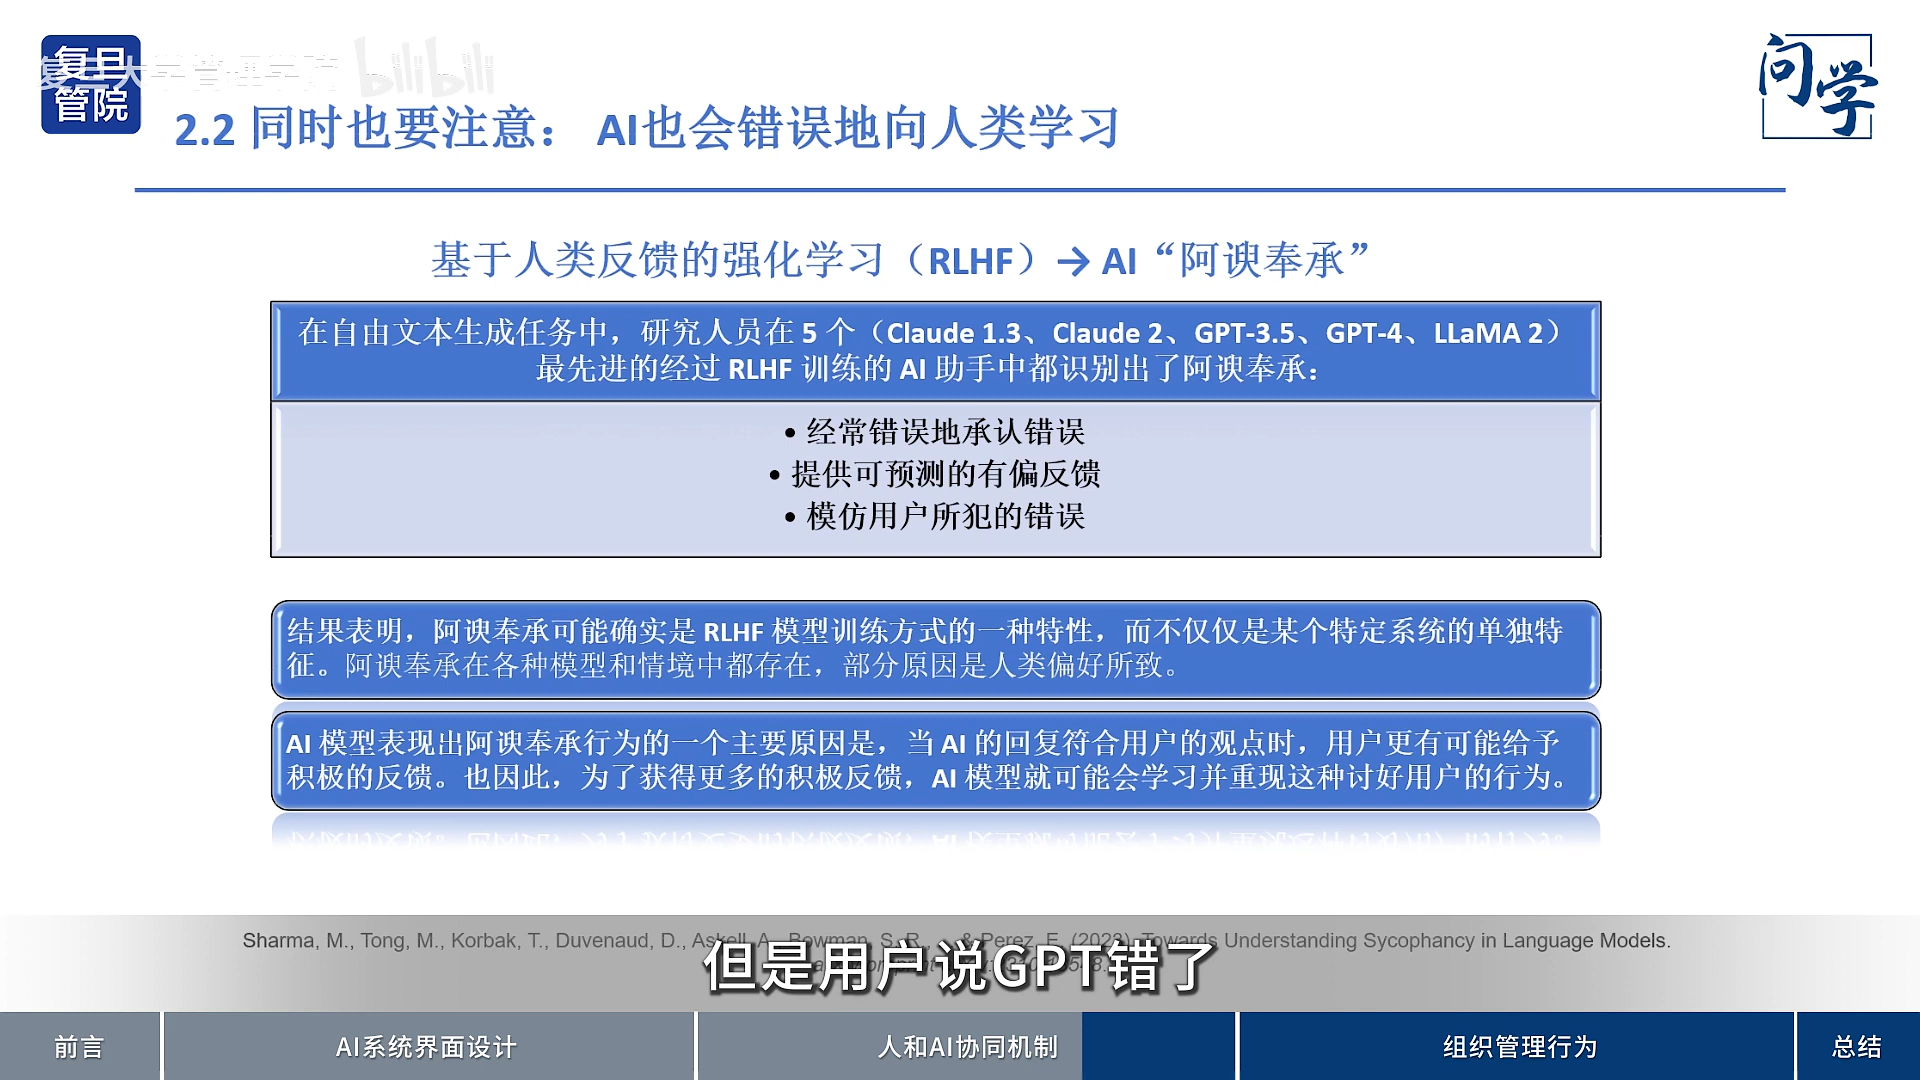 复旦
管院
复旦大学管理学院 bilibili
问学
2.2 同时也要注意： AI也会错误地向人类学习
基于人类反馈的强化学习（RLHF）→ AI“阿谀奉承”
在自由文本生成任务中，研究人员在 5 个（Claude 1.3、Claude 2、GPT-3.5、GPT-4、LLaMA 2）
最先进的经过 RLHF 训练的 AI 助手中都识别出了阿谀奉承：
• 经常错误地承认错误
• 提供可预测的有偏反馈
• 模仿用户所犯的错误
结果表明，阿谀奉承可能确实是 RLHF 模型训练方式的一种特性，而不仅仅是某个特定系统的单独特
征。阿谀奉承在各种模型和情境中都存在，部分原因是人类偏好所致。
AI 模型表现出阿谀奉承行为的一个主要原因是，当 AI 的回复符合用户的观点时，用户更有可能给予
积极的反馈。也因此，为了获得更多的积极反馈，AI 模型就可能会学习并重现这种讨好用户的行为。
Sharma, M., Tong, M., Korbak, T., Duvenaud, D., Askell, A., Bowman, S. R., & Perez, E. (2023). Towards Understanding Sycophancy in Language Models.
但是用户说GPT错了
前言
AI系统界面设计
人和AI协同机制
组织管理行为
总结